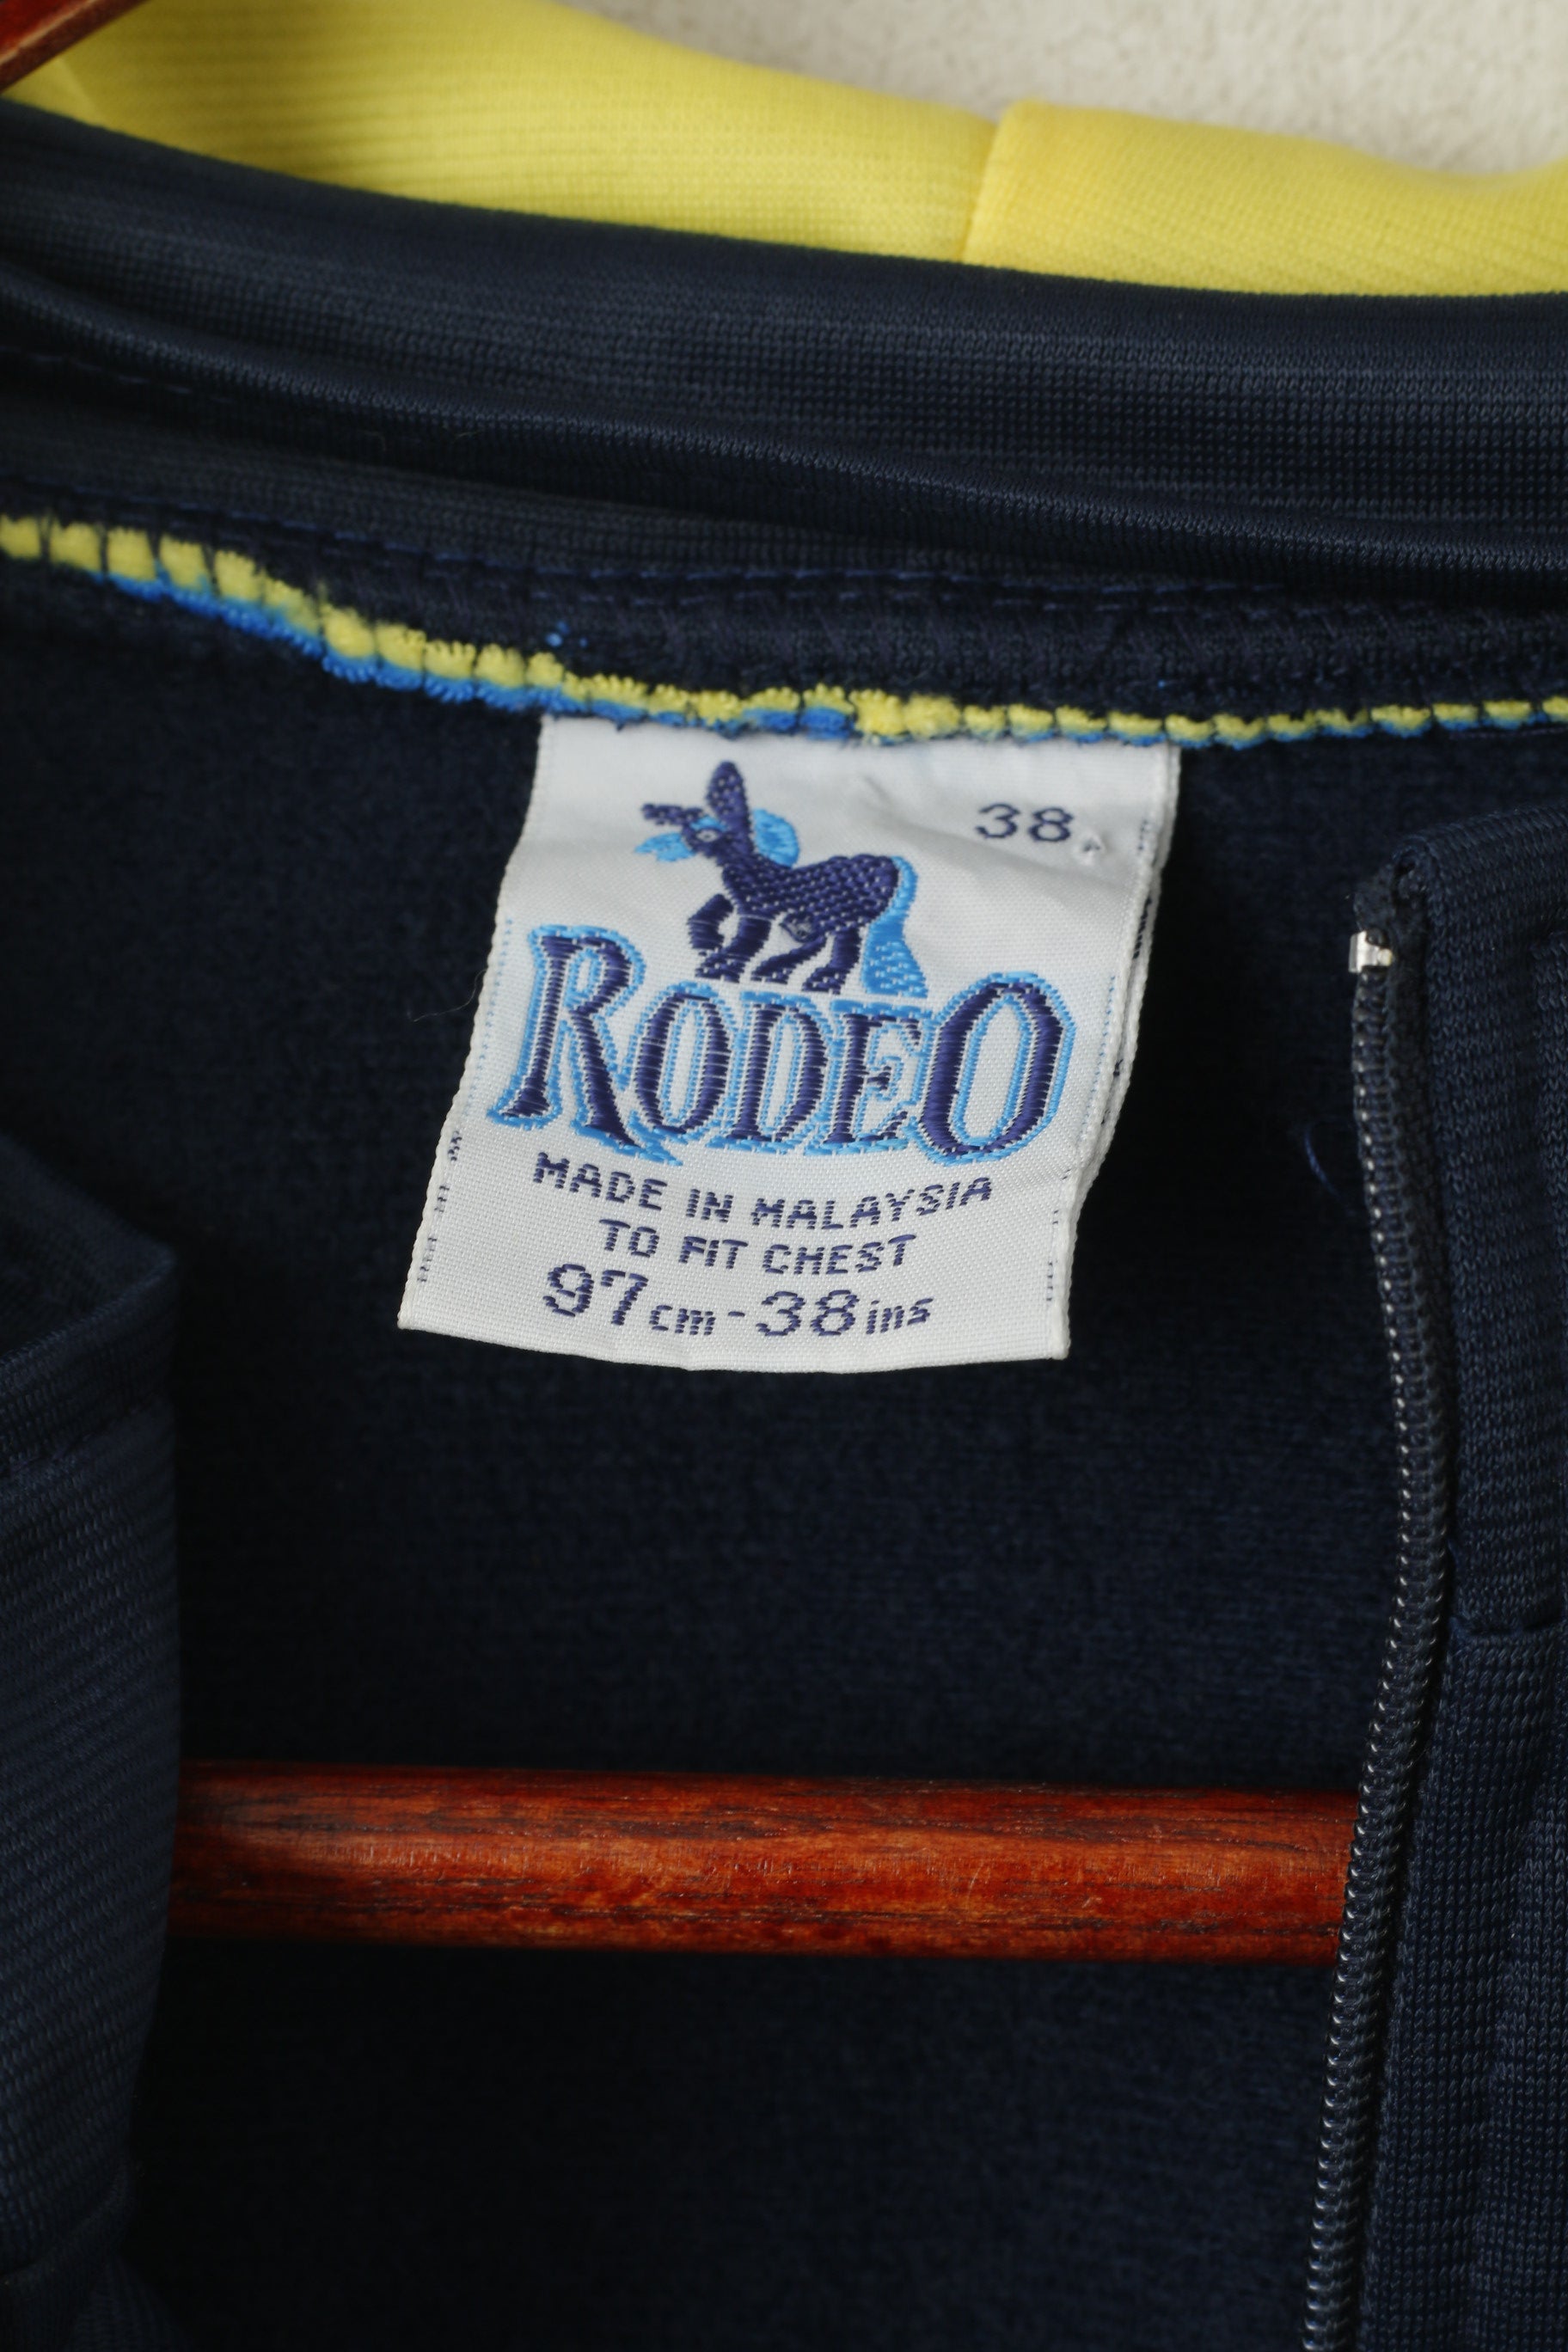 38
RODEO
MADE IN MALAYSIA
TO FIT CHEST
97cm-38ins